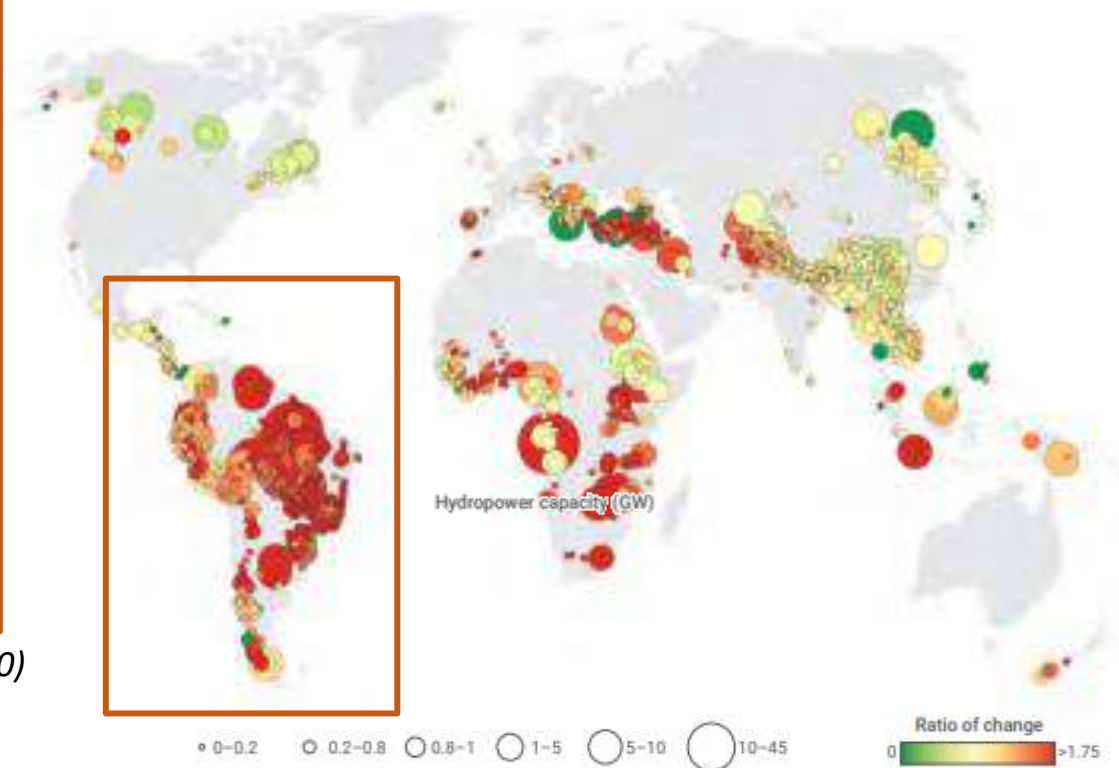 Hydropower capacity (GW)
0)
0–0.2 0.2–0.8 0.8–1 1–5 5–10 10–45
Ratio of change
0 >1.75